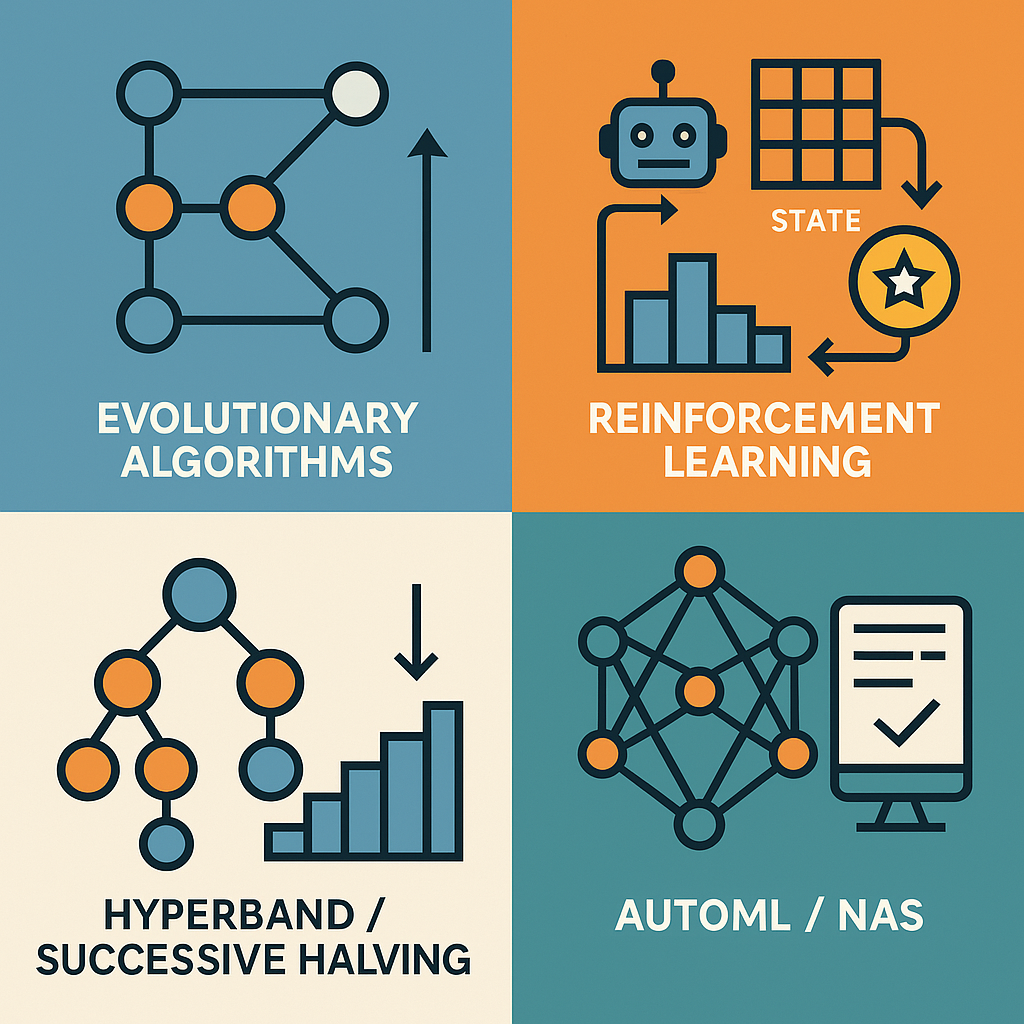 EVOLUTIONARY
ALGORITHMS
STATE
REINFORCEMENT
LEARNING
HYPERBAND /
SUCCESSIVE HALVING
AUTOML / NAS